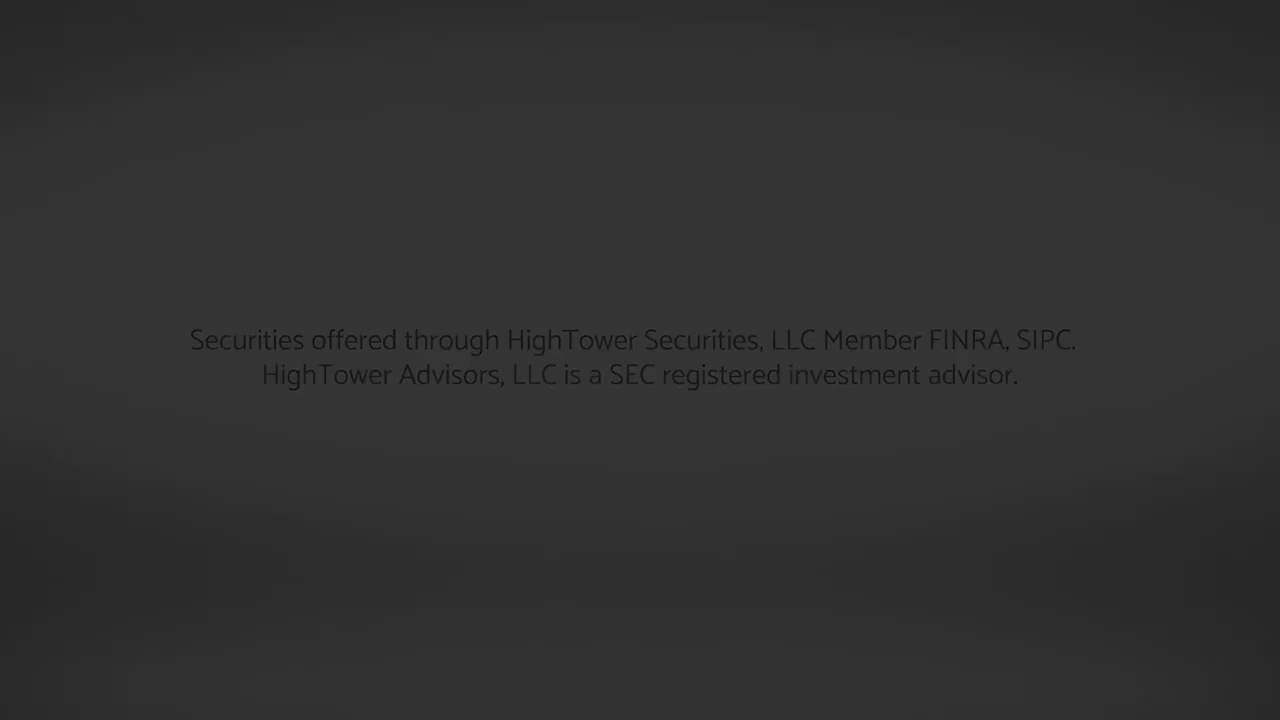 Securities offered through HighTower Securities, LLC Member FINRA, SIPC.
HighTower Advisors, LLC is a SEC registered investment advisor.